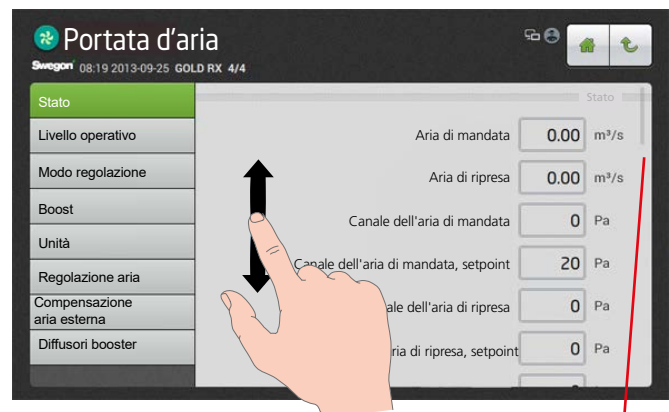 Portata d'aria
Swegon 08:19 2013-09-25 GOLD RX 4/4
Stato
Livello operativo
Modo regolazione
Boost
Unità
Regolazione aria
Compensazione
aria esterna
Diffusori booster
Stato
Aria di mandata 0.00 m³/s
Aria di ripresa 0.00 m³/s
Canale dell'aria di mandata 0 Pa
Canale dell'aria di mandata, setpoint 20 Pa
dell'aria di ripresa 0 Pa
di ripresa, setpoint 0 Pa